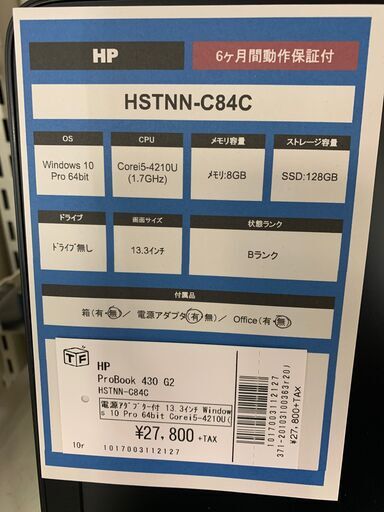 HP
6ヶ月間動作保証付
HSTNN-C84C
OS
CPU
メモリ容量
ストレージ容量
Windows 10
Pro 64bit
Corei5-4210U
(1.7GHz)
メモリ:8GB
SSD:128GB
ドライブ
画面サイズ
状態ランク
ドライブ無し
13.3インチ
Bランク
付属品
箱(有・無)/ 電源アダプタ(有・無)/ Office(有・無)
TF
HP
ProBook 430 G2
HSTNN-C84C
電源アダプター付 13.3インチ Window
s 10 Pro 64bit Corei5-4210U(
¥27,800 +TAX
10r
1017003112127
1017003112127
371-20103100363r20/
¥27,800+TAX